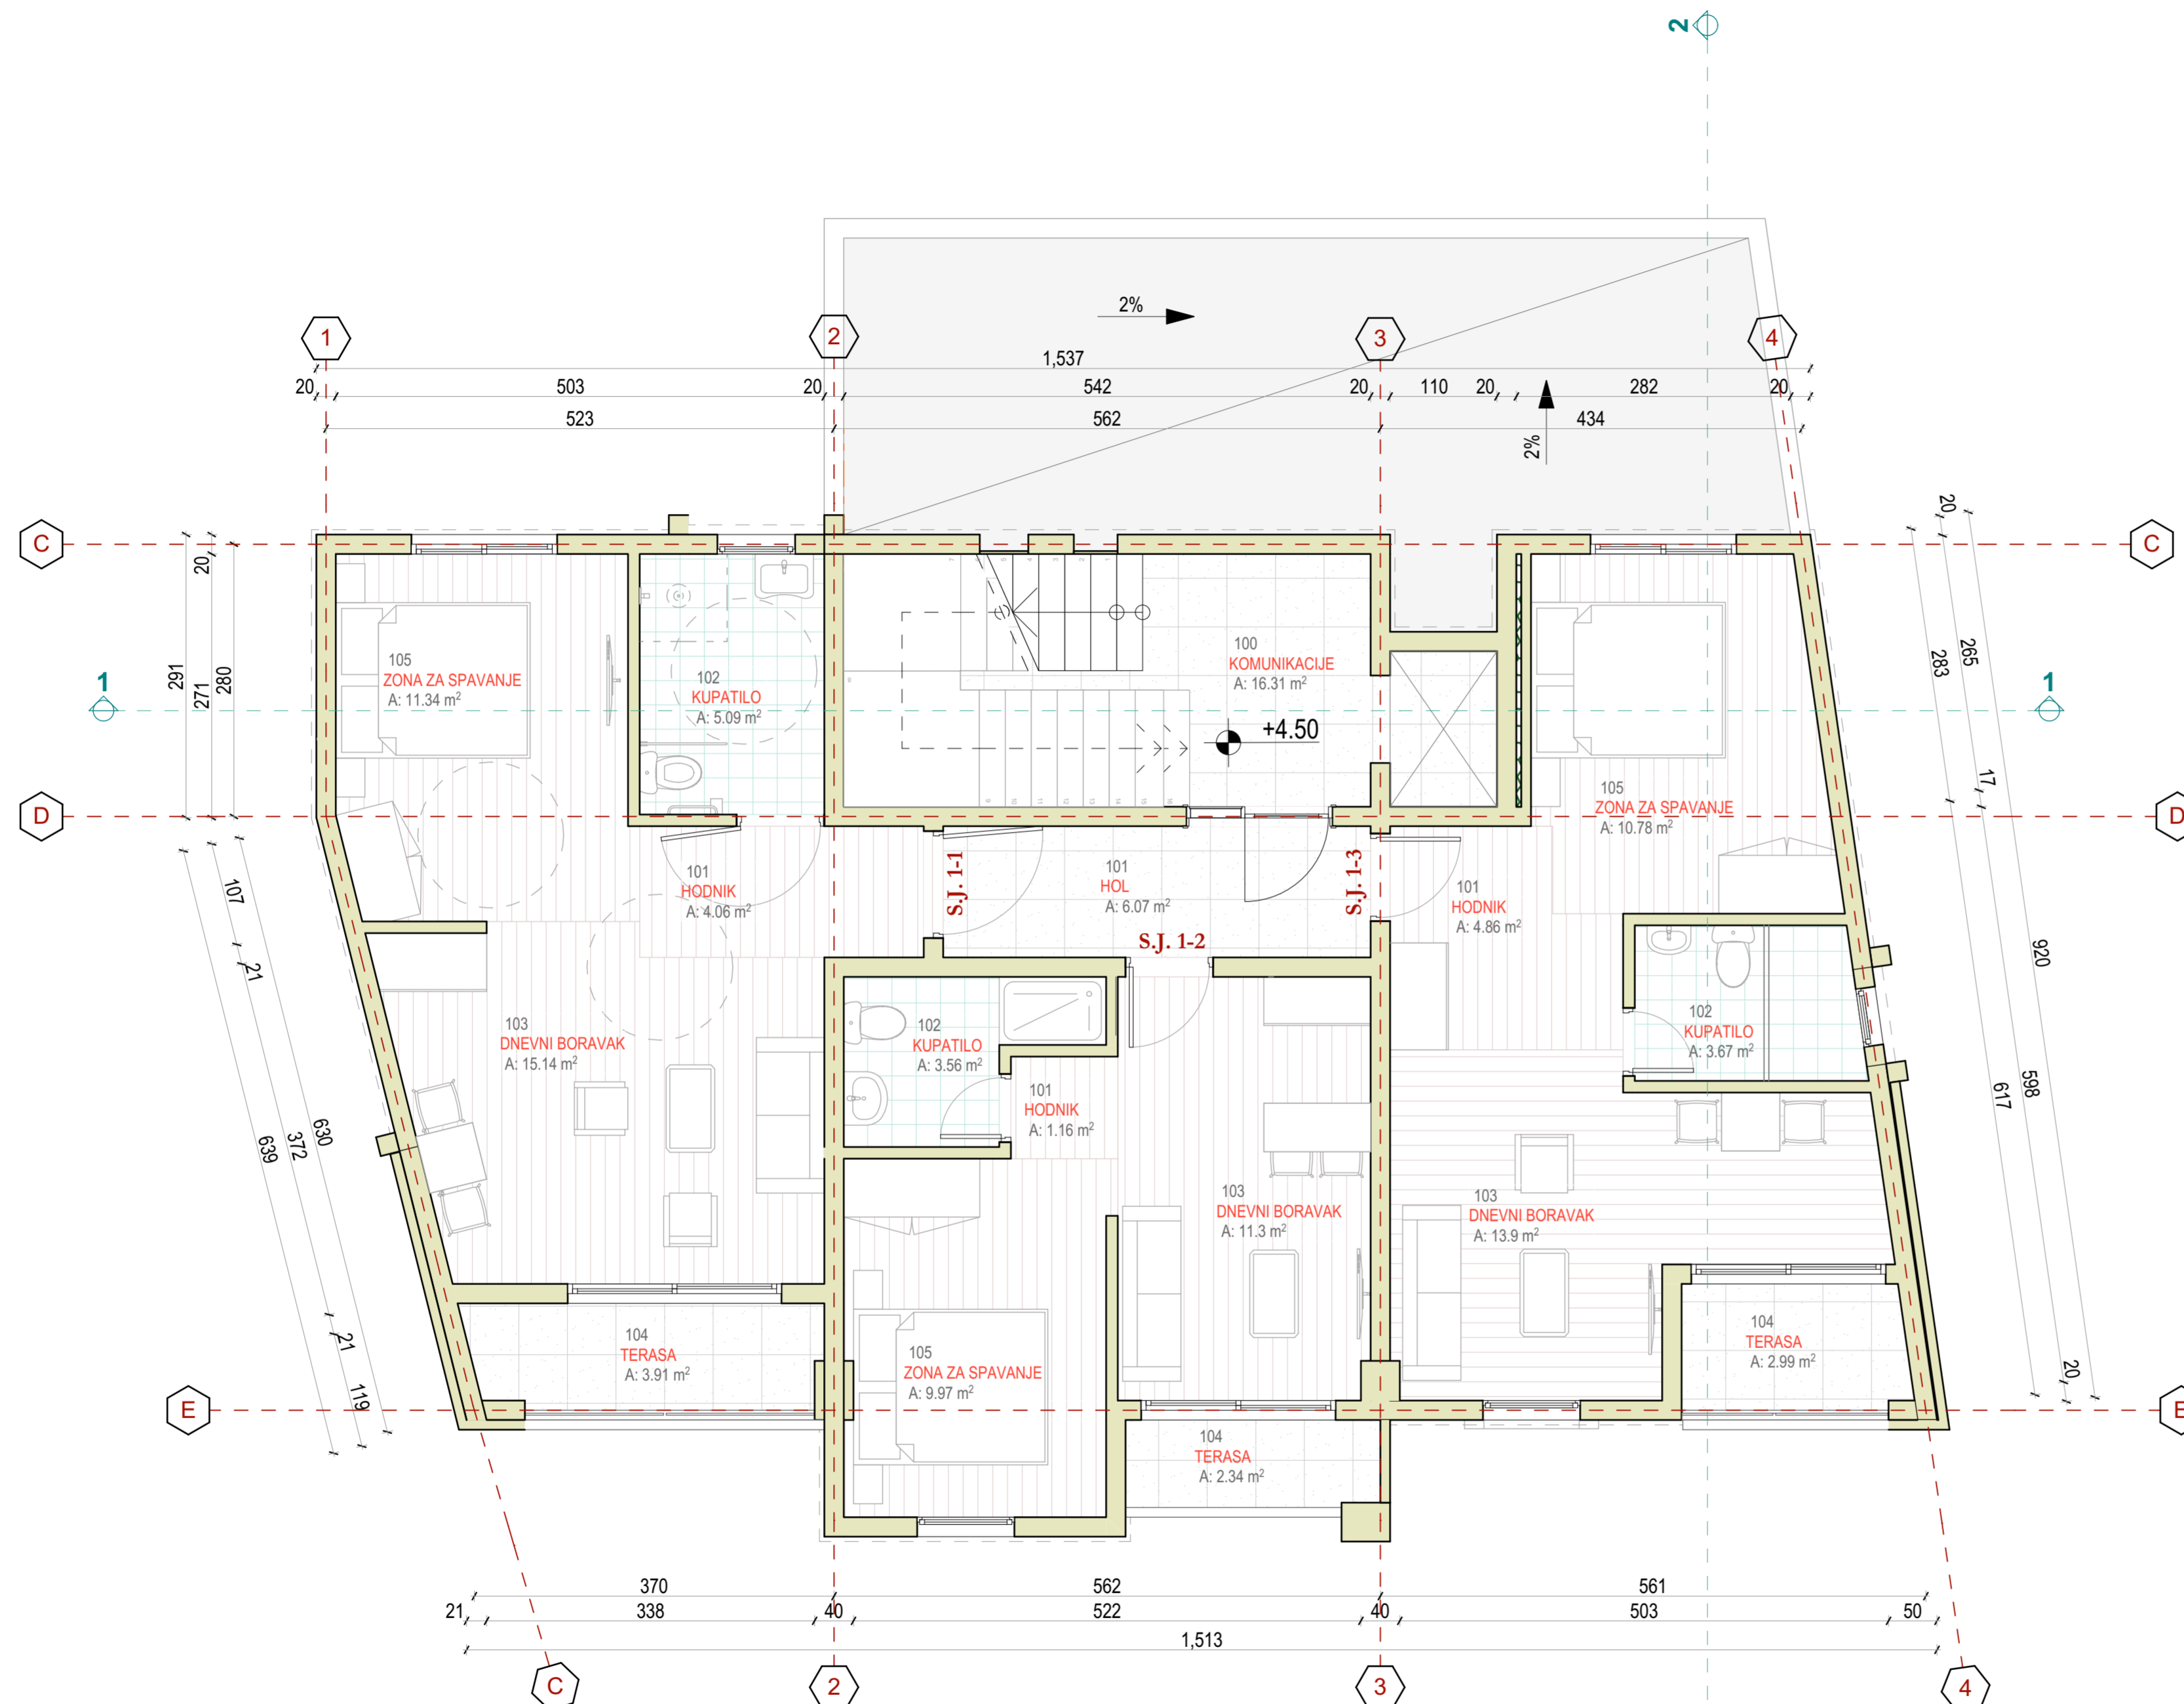 2
1
2
3
4
2%
1,537
20
503
20
542
20
110
20
282
20
523
562
434
2%
C
C
291
20
271
280
20
265
283
105
ZONA ZA SPAVANJE
A: 11.34 m²
102
KUPATILO
A: 5.09 m²
100
KOMUNIKACIJE
A: 16.31 m²
+4.50
1
1
105
ZONA ZA SPAVANJE
A: 10.78 m²
17
D
D
107
21
101
HODNIK
A: 4.06 m²
S.J. 1-1
101
HOL
A: 6.07 m²
S.J. 1-3
S.J. 1-2
101
HODNIK
A: 4.86 m²
920
598
617
103
DNEVNI BORAVAK
A: 15.14 m²
102
KUPATILO
A: 3.56 m²
101
HODNIK
A: 1.16 m²
102
KUPATILO
A: 3.67 m²
630
372
639
103
DNEVNI BORAVAK
A: 11.3 m²
103
DNEVNI BORAVAK
A: 13.9 m²
21
119
104
TERASA
A: 3.91 m²
105
ZONA ZA SPAVANJE
A: 9.97 m²
104
TERASA
A: 2.99 m²
20
E
E
104
TERASA
A: 2.34 m²
370
562
561
21
338
40
522
40
503
50
1,513
C
2
3
4